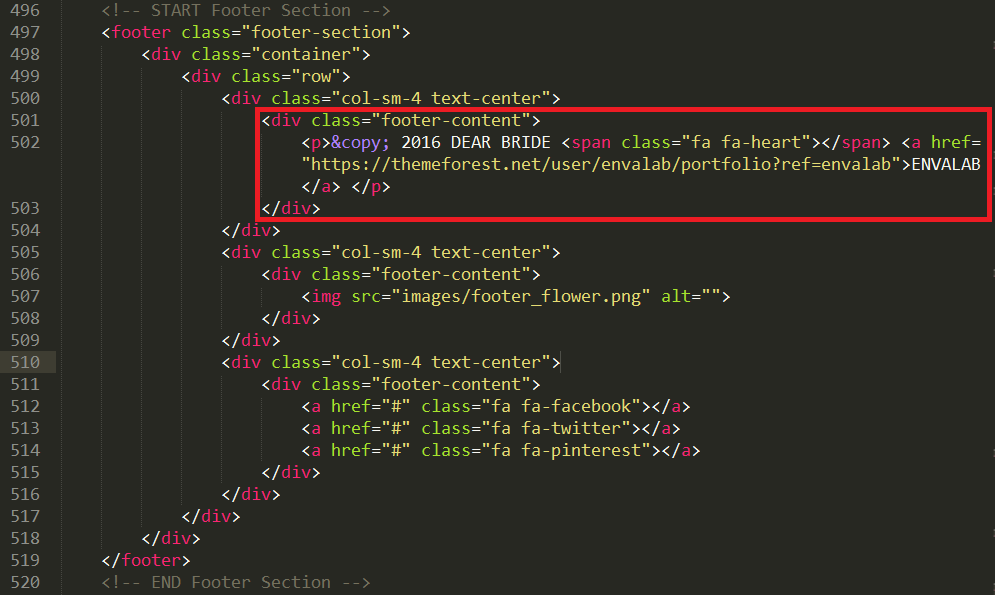 496 <!-- START Footer Section -->
497 <footer class="footer-section">
498 <div class="container">
499 <div class="row">
500 <div class="col-sm-4 text-center">
501 <div class="footer-content">
502 <p>&copy; 2016 DEAR BRIDE <span class="fa fa-heart"></span> <a href=
"https://themeforest.net/user/envalab/portfolio?ref=envalab">ENVALAB
</a> </p>
503 </div>
504 </div>
505 <div class="col-sm-4 text-center">
506 <div class="footer-content">
507 <img src="images/footer_flower.png" alt="">
508 </div>
509 </div>
510 <div class="col-sm-4 text-center">
511 <div class="footer-content">
512 <a href="#" class="fa fa-facebook"></a>
513 <a href="#" class="fa fa-twitter"></a>
514 <a href="#" class="fa fa-pinterest"></a>
515 </div>
516 </div>
517 </div>
518 </div>
519 </footer>
520 <!-- END Footer Section -->